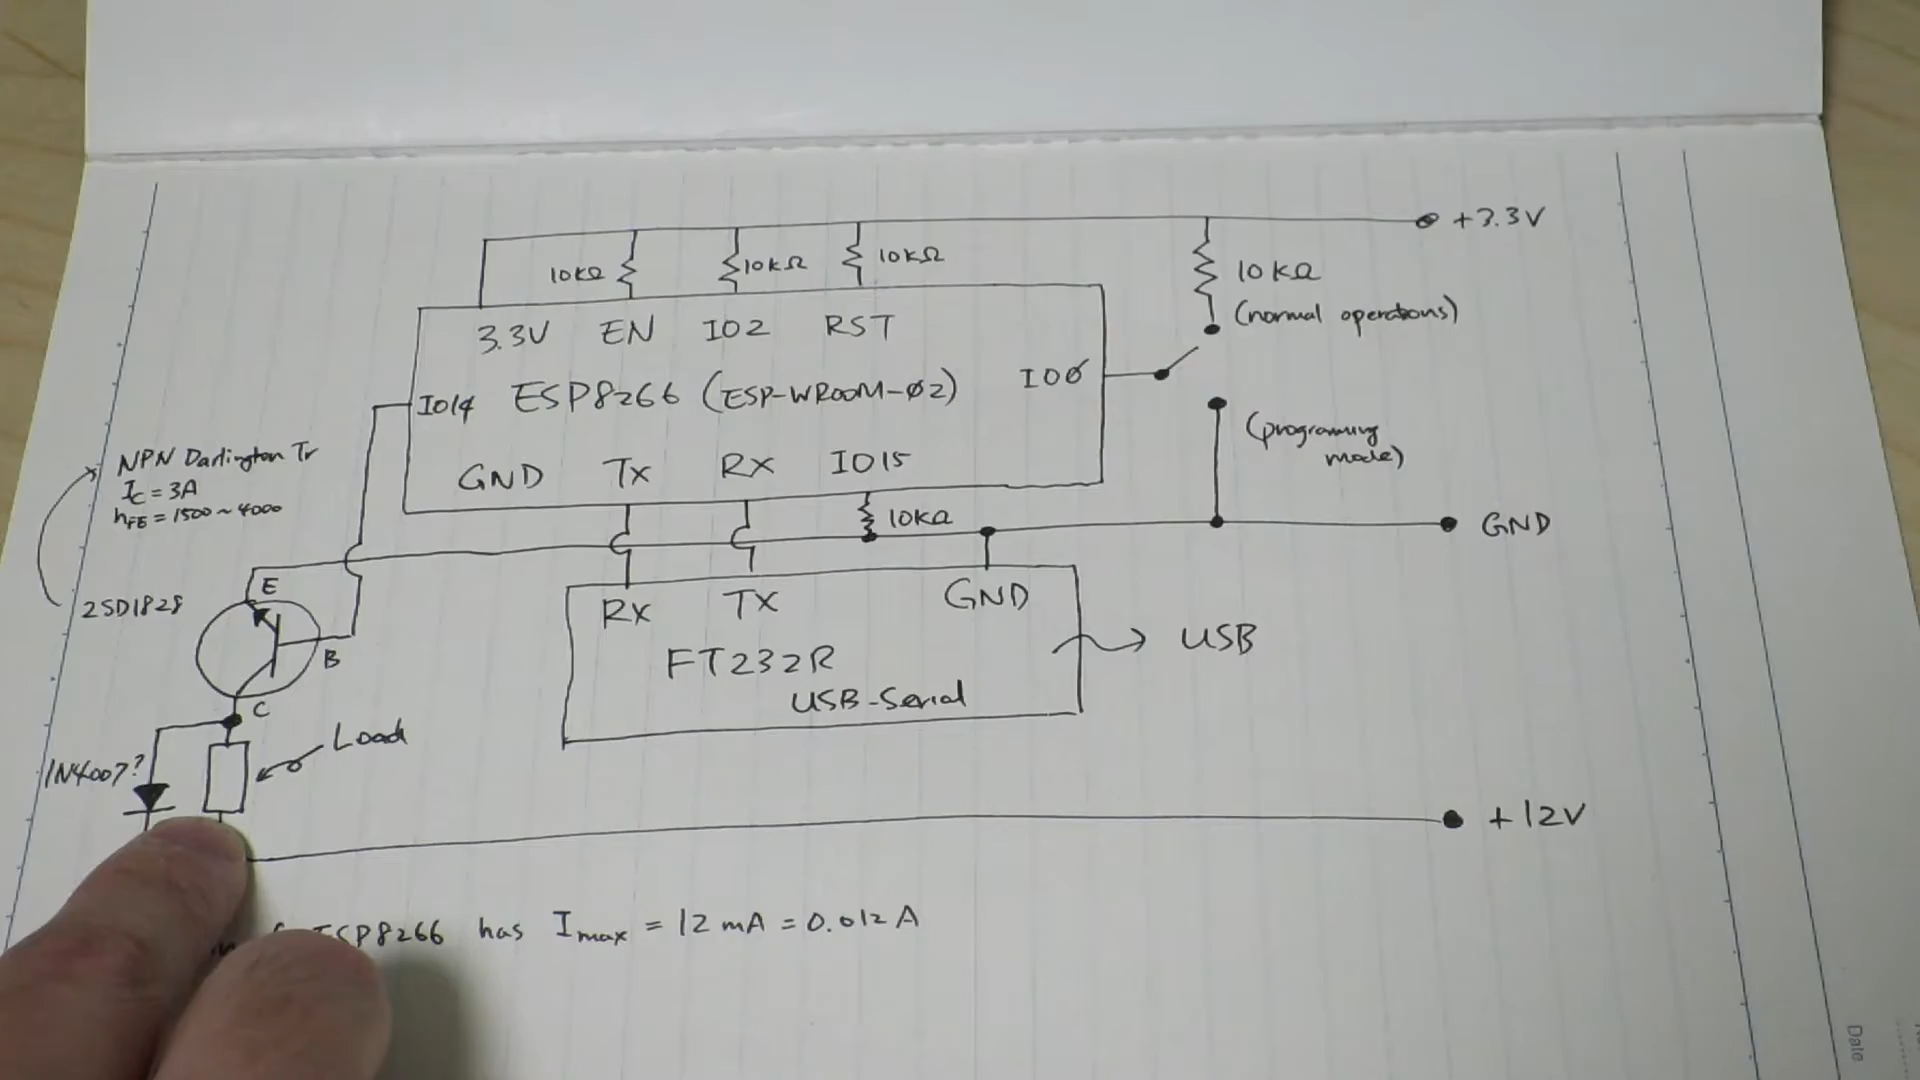 +3.3V
10kΩ
10kΩ
10kΩ
10kΩ
(normal operations)
3.3V EN IO2 RST
IO0
IO14 ESP8266 (ESP-WROOM-02)
(programming
mode)
GND Tx RX IO15
10kΩ
GND
NPN Darlington Tr
IC = 3A
hFE = 1500 ~ 4000
2SD1828
E
B
C
RX TX GND
FT232R
USB-Serial
USB
Load
1N4007?
+12V
ESP8266 has Imax = 12 mA = 0.012 A
Date